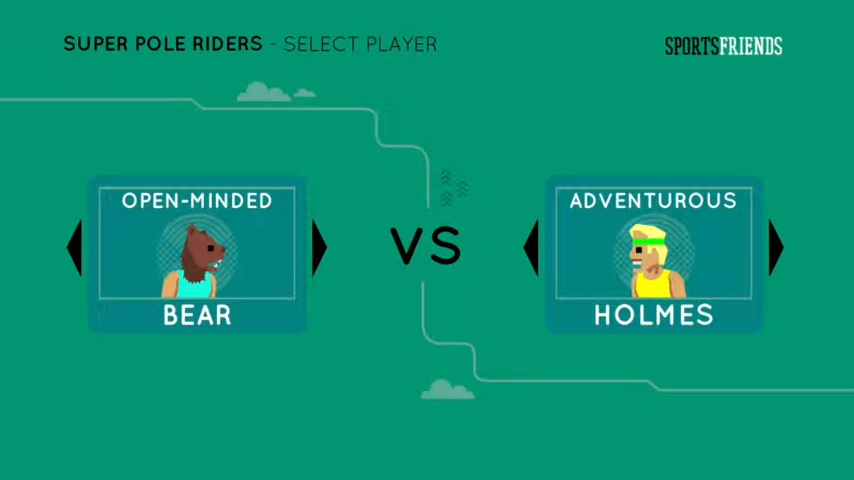 SUPER POLE RIDERS - SELECT PLAYER
SPORTSFRIENDS
OPEN-MINDED
BEAR
VS
ADVENTUROUS
HOLMES